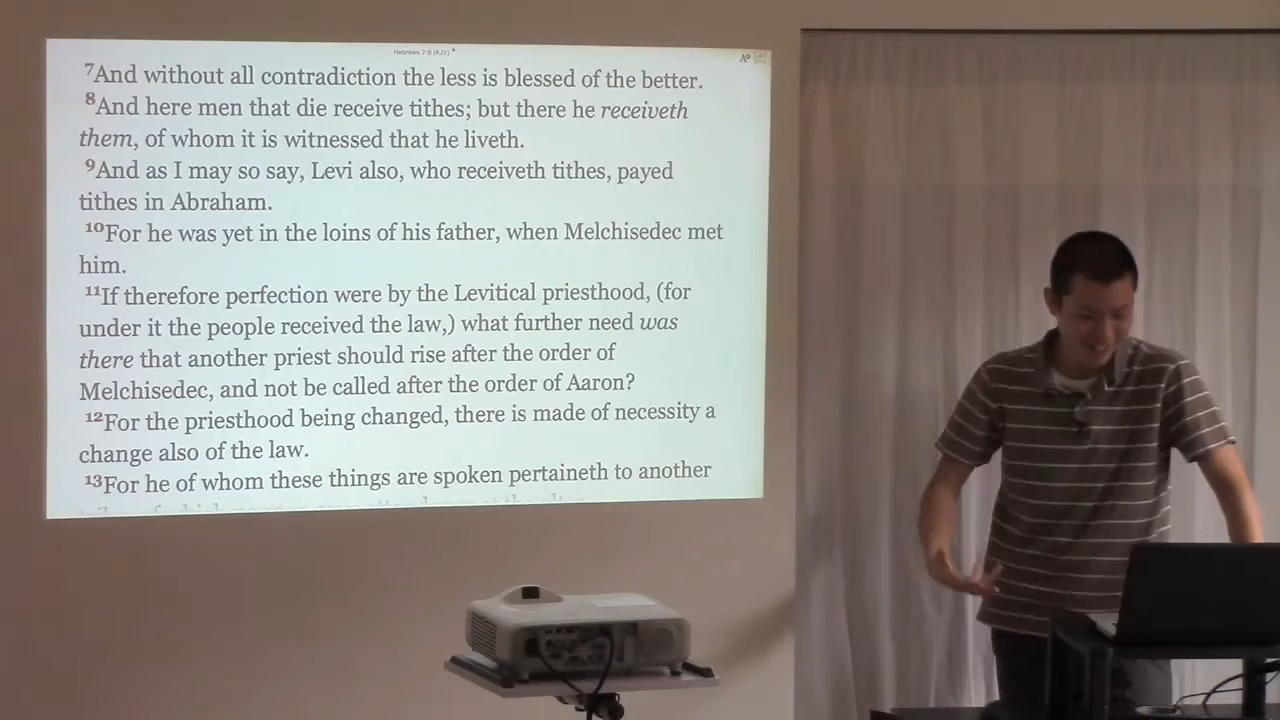 Hebrews 7:6 (KJV)
7And without all contradiction the less is blessed of the better.
8And here men that die receive tithes; but there he receiveth
them, of whom it is witnessed that he liveth.
9And as I may so say, Levi also, who receiveth tithes, payed
tithes in Abraham.
10For he was yet in the loins of his father, when Melchisedec met
him.
11If therefore perfection were by the Levitical priesthood, (for
under it the people received the law,) what further need was
there that another priest should rise after the order of
Melchisedec, and not be called after the order of Aaron?
12For the priesthood being changed, there is made of necessity a
change also of the law.
13For he of whom these things are spoken pertaineth to another